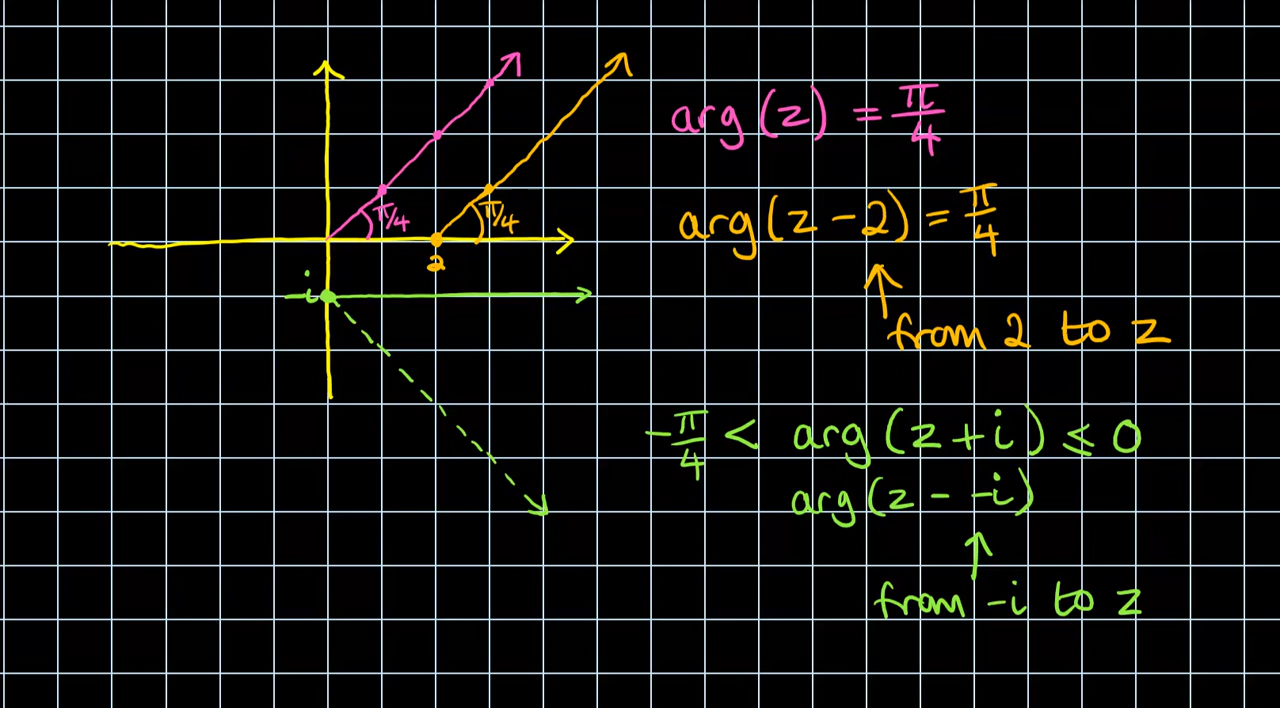 arg(z) = π/4
π/4
π/4
arg(z-2) = π/4
2
-i
from 2 to z
-π/4 < arg(z+i) ≤ 0
arg(z - -i)
from -i to z